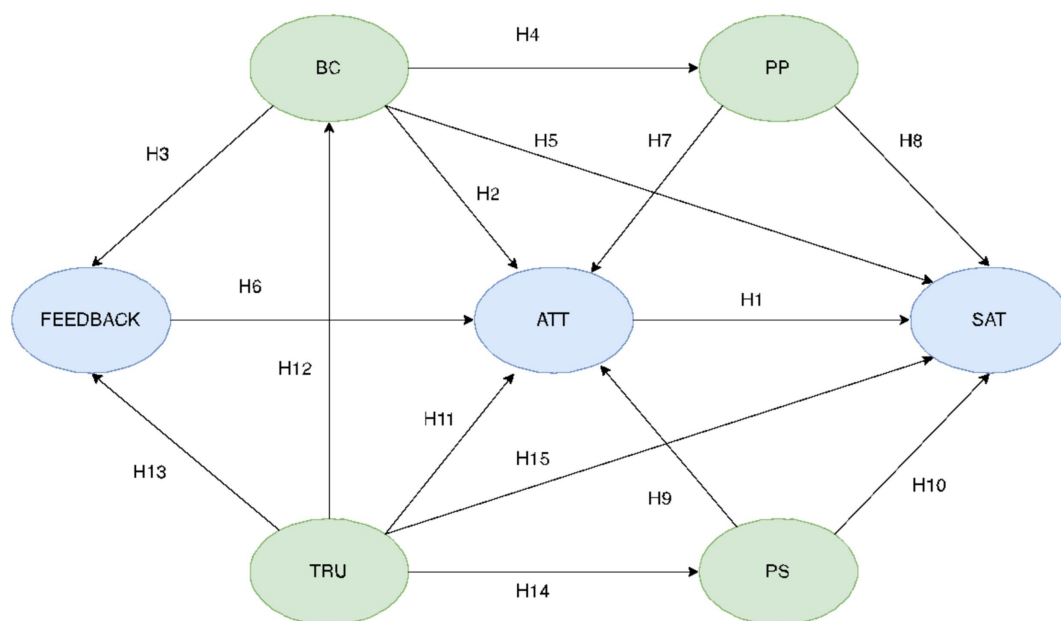 H4
BC
PP
H5
H7
H8
H3
H2
H6
H1
FEEDBACK
ATT
SAT
H12
H11
H15
H13
H9
H10
TRU
PS
H14